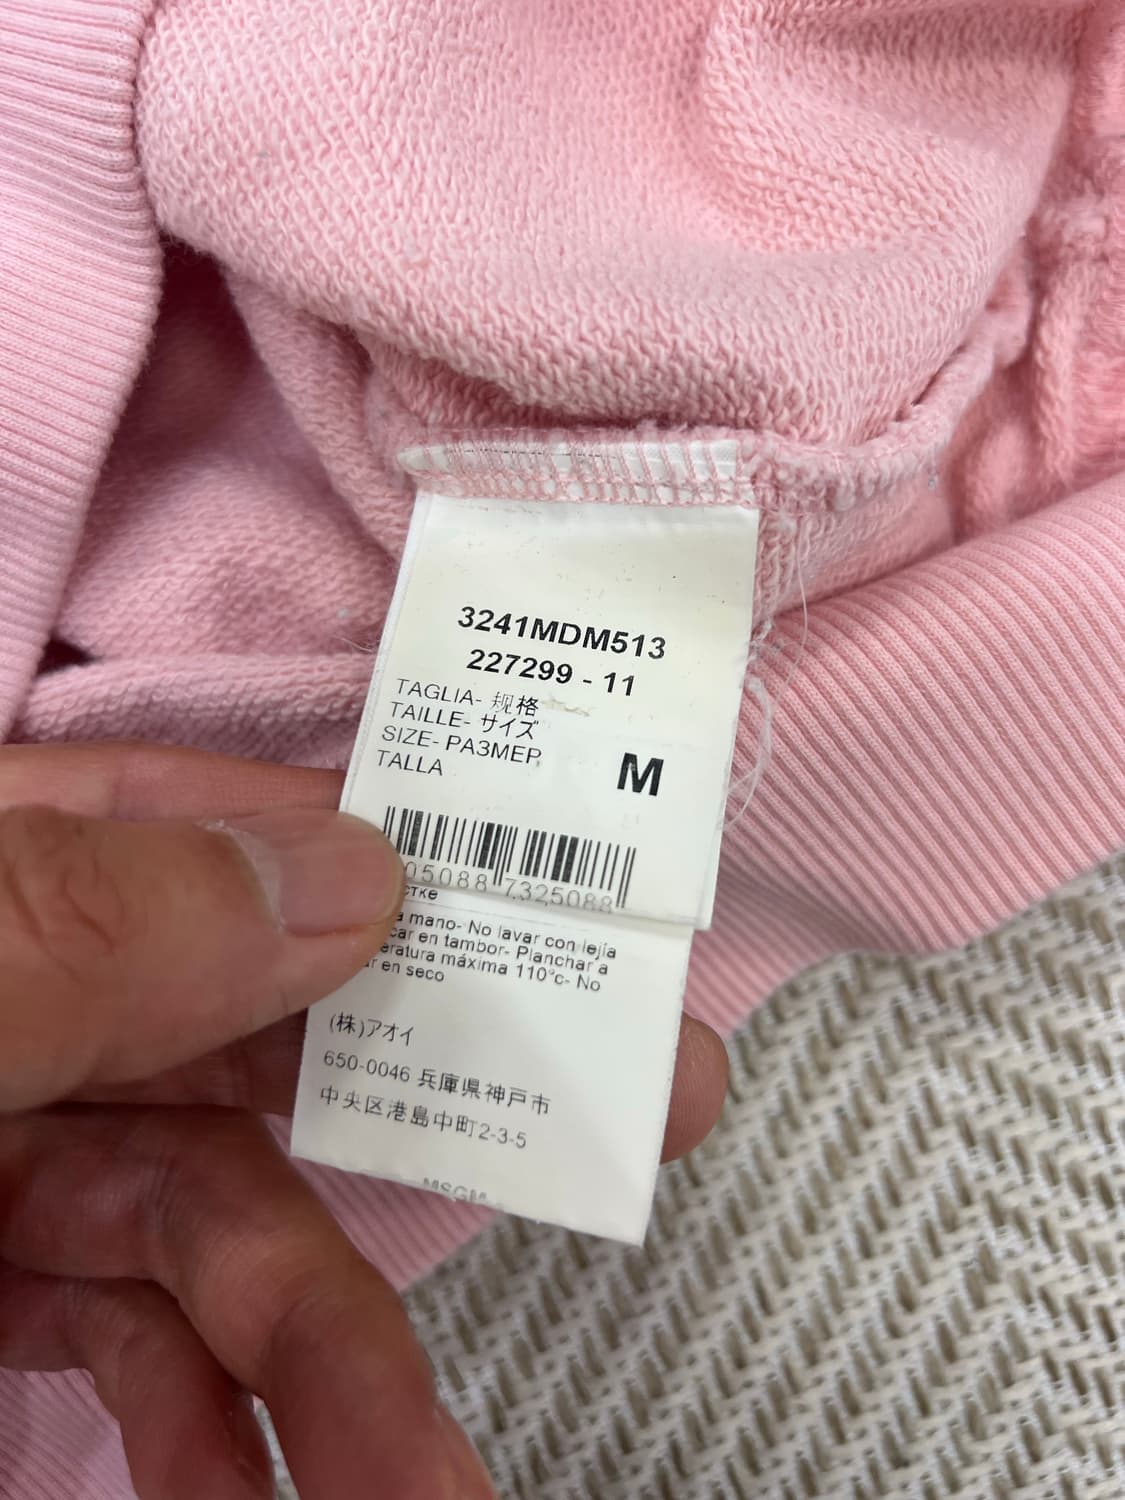 3241MDM513
227299 - 11
TAGLIA- 规格
TAILLE- サイズ
SIZE- PA3MEP
TALLA
M
05088 7325088
стке
a mano- No lavar con lejía
car en tambor- Planchar a
eratura máxima 110°c- No
ar en seco
(株)アオイ
650-0046 兵庫県神戸市
中央区港島中町2-3-5
MSGM